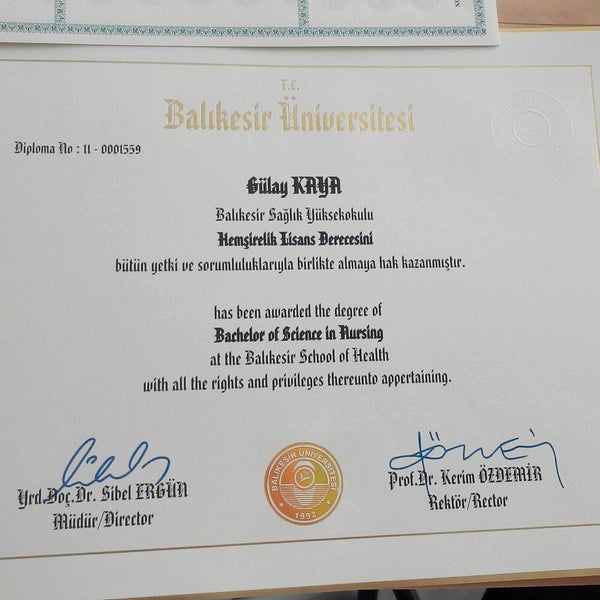 T.C.
Balıkesir Üniversitesi
Diploma No : 11 - 0001559
Gülay KAYA
Balıkesir Sağlık Yüksekokulu
Hemşirelik Lisans Derecesini
bütün yetki ve sorumluluklarıyla birlikte almaya hak kazanmıştır.
has been awarded the degree of
Bachelor of Science in Nursing
at the Balıkesir School of Health
with all the rights and privileges thereunto appertaining.
Yrd.Doç.Dr. Sibel ERGÜN
Müdür/Director
BALIKESİR ÜNİVERSİTESİ
1992
Prof.Dr. Kerim ÖZDEMİR
Rektör/Rector